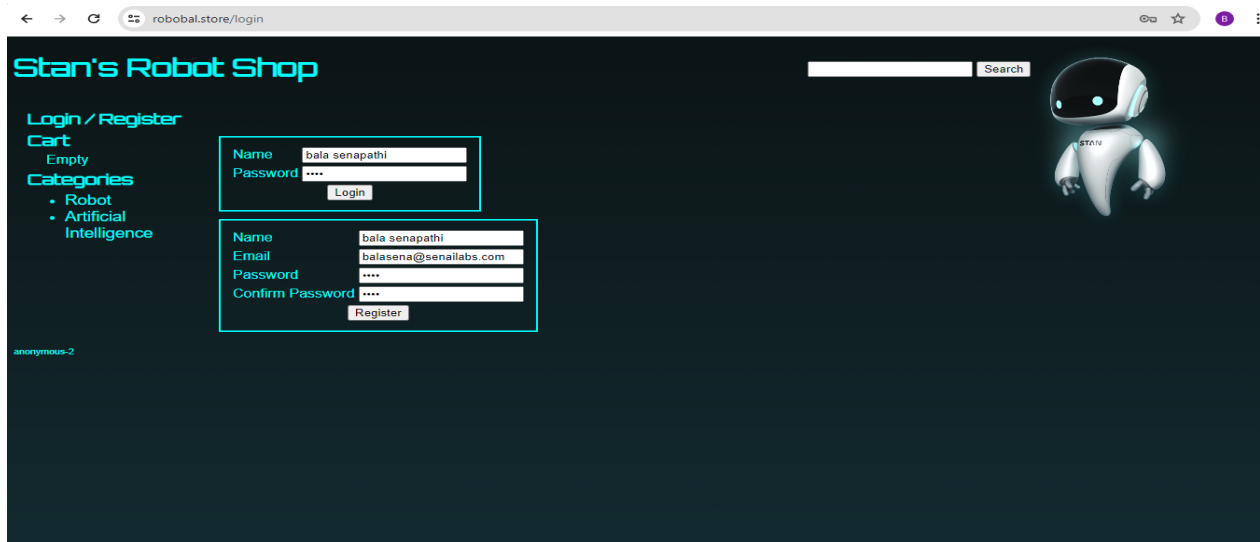 robobal.store/login
B
Stan's Robot Shop
Search
STAN
Login / Register
Cart
Empty
Categories
• Robot
• Artificial
Intelligence
Name bala senapathi
Password ••••
Login
Name bala senapathi
Email balasena@senailabs.com
Password ••••
Confirm Password ••••
Register
anonymous-2